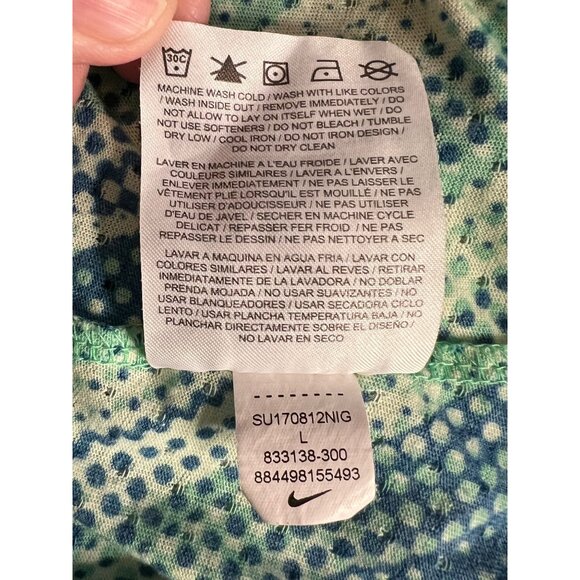 30C
MACHINE WASH COLD / WASH WITH LIKE COLORS
/ WASH INSIDE OUT / REMOVE IMMEDIATELY / DO
NOT ALLOW TO LAY ON ITSELF WHEN WET / DO
NOT USE SOFTENERS / DO NOT BLEACH / TUMBLE
DRY LOW / COOL IRON / DO NOT IRON DESIGN /
DO NOT DRY CLEAN
LAVER EN MACHINE A L'EAU FROIDE / LAVER AVEC
COULEURS SIMILAIRES / LAVER A L'ENVERS /
ENLEVER IMMEDIATEMENT / NE PAS LAISSER LE
VÊTEMENT PLIÉ LORSQU'IL EST MOUILLÉ / NE PAS
UTILISER D'ADOUCISSEUR / NE PAS UTILISER
D'EAU DE JAVEL / SECHER EN MACHINE CYCLE
DELICAT / REPASSER FER FROID / NE PAS
REPASSER LE DESSIN / NE PAS NETTOYER A SEC
LAVAR A MAQUINA EN AGUA FRIA / LAVAR CON
COLORES SIMILARES / LAVAR AL REVES / RETIRAR
INMEDIATAMENTE DE LA LAVADORA / NO DOBLAR
PRENDA MOJADA / NO USAR SUAVIZANTES / NO
USAR BLANQUEADORES / USAR SECADORA CICLO
LENTO / USAR PLANCHA TEMPERATURA BAJA / NO
PLANCHAR DIRECTAMENTE SOBRE EL DISEÑO /
NO LAVAR EN SECO
SU170812NIG
L
833138-300
884498155493